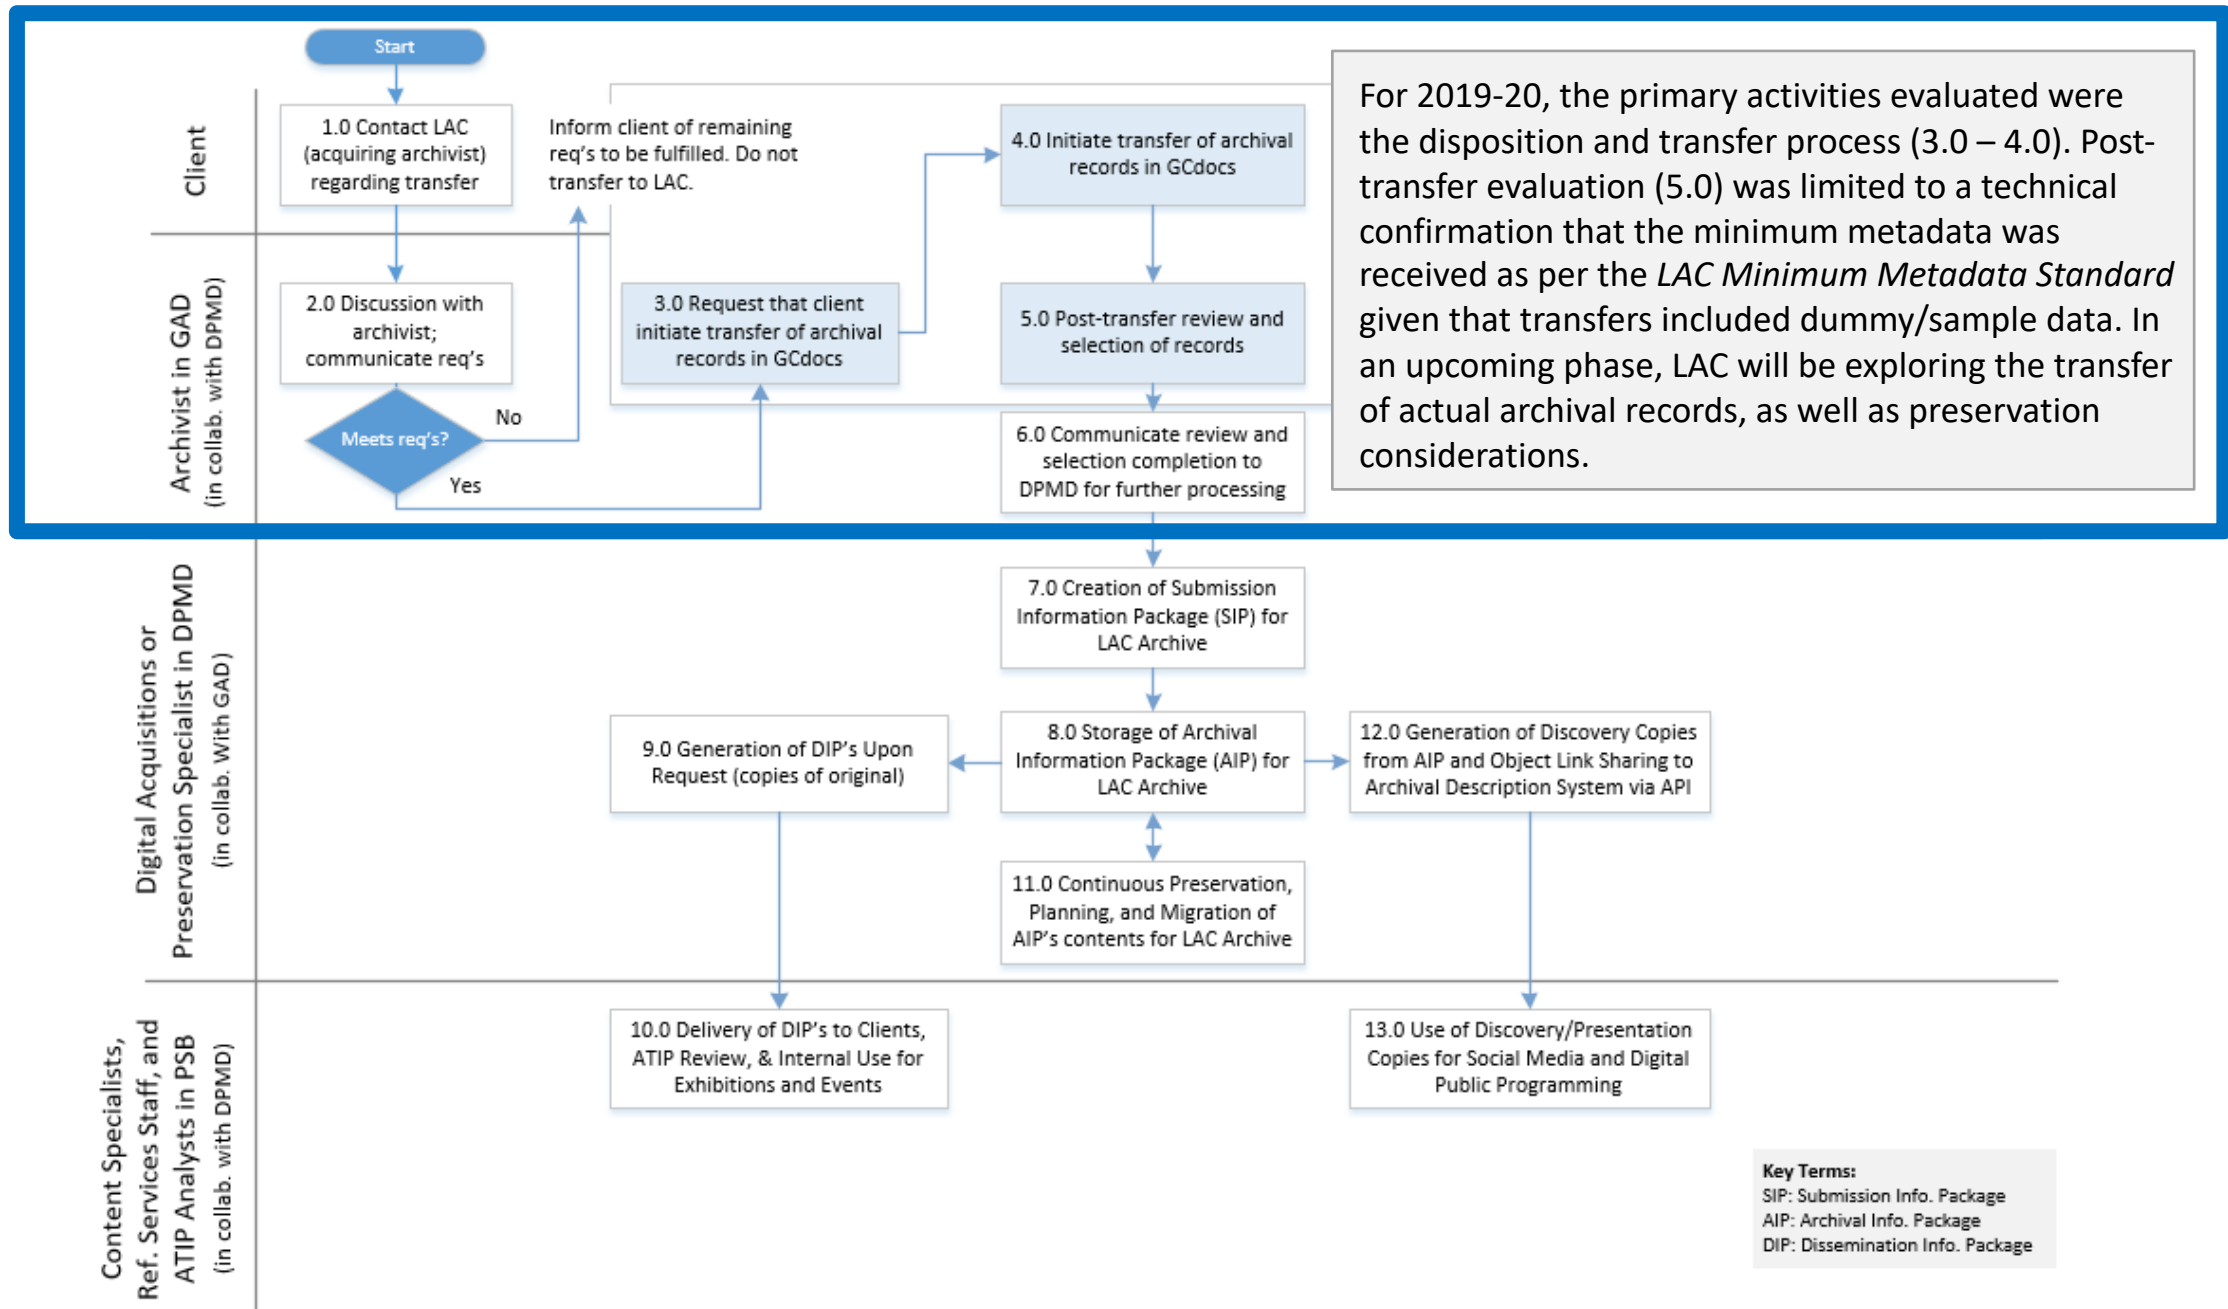 Start
Client
1.0 Contact LAC
(acquiring archivist)
regarding transfer
Inform client of remaining
req's to be fulfilled. Do not
transfer to LAC.
4.0 Initiate transfer of archival
records in GCdocs
For 2019-20, the primary activities evaluated were
the disposition and transfer process (3.0 – 4.0). Post-
transfer evaluation (5.0) was limited to a technical
confirmation that the minimum metadata was
received as per the LAC Minimum Metadata Standard
given that transfers included dummy/sample data. In
an upcoming phase, LAC will be exploring the transfer
of actual archival records, as well as preservation
considerations.
Archivist in GAD
(in collab. with DPMD)
2.0 Discussion with
archivist;
communicate req's
Meets req's?
No
Yes
3.0 Request that client
initiate transfer of archival
records in GCdocs
5.0 Post-transfer review and
selection of records
6.0 Communicate review and
selection completion to
DPMD for further processing
Digital Acquisitions or
Preservation Specialist in DPMD
(in collab. With GAD)
7.0 Creation of Submission
Information Package (SIP) for
LAC Archive
9.0 Generation of DIP's Upon
Request (copies of original)
8.0 Storage of Archival
Information Package (AIP) for
LAC Archive
12.0 Generation of Discovery Copies
from AIP and Object Link Sharing to
Archival Description System via API
11.0 Continuous Preservation,
Planning, and Migration of
AIP's contents for LAC Archive
Content Specialists,
Ref. Services Staff, and
ATIP Analysts in PSB
(in collab. with DPMD)
10.0 Delivery of DIP's to Clients,
ATIP Review, & Internal Use for
Exhibitions and Events
13.0 Use of Discovery/Presentation
Copies for Social Media and Digital
Public Programming
Key Terms:
SIP: Submission Info. Package
AIP: Archival Info. Package
DIP: Dissemination Info. Package